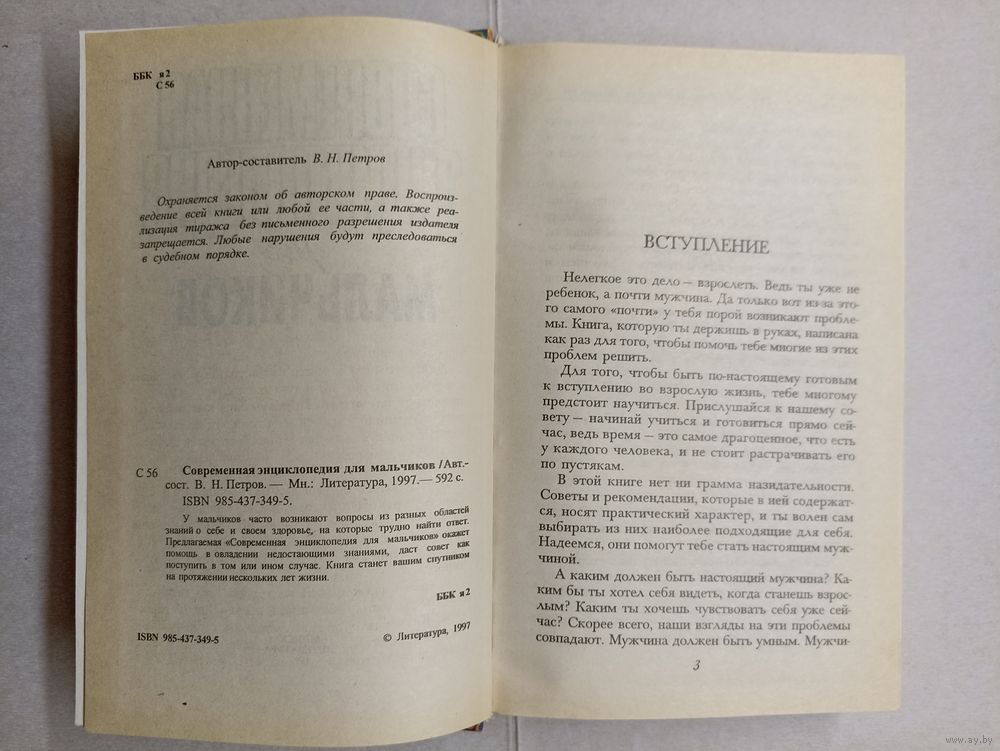 ББК я2
С 56
Автор-составитель В. Н. Петров
Охраняется законом об авторском праве. Воспроиз-
ведение всей книги или любой ее части, а также реа-
лизация тиража без письменного разрешения издателя
запрещается. Любые нарушения будут преследоваться
в судебном порядке.
С 56 Современная энциклопедия для мальчиков /Авт.-
сост. В. Н. Петров. — Мн.: Литература, 1997.— 592 с.
ISBN 985-437-349-5.
У мальчиков часто возникают вопросы из разных областей
знаний о себе и своем здоровье, на которые трудно найти ответ.
Предлагаемая «Современная энциклопедия для мальчиков» окажет
помощь в овладении недостающими знаниями, даст совет как
поступить в том или ином случае. Книга станет вашим спутником
на протяжении нескольких лет жизни.
ББК я2
ISBN 985-437-349-5
© Литература, 1997
ВСТУПЛЕНИЕ
Нелегкое это дело — взрослеть. Ведь ты уже не
ребенок, а почти мужчина. Да только вот из-за это-
го самого “почти” у тебя порой возникают пробле-
мы. Книга, которую ты держишь в руках, написана
как раз для того, чтобы помочь тебе многие из этих
проблем решить.
Для того, чтобы быть по-настоящему готовым
к вступлению во взрослую жизнь, тебе многому
предстоит научиться. Прислушайся к нашему со-
вету — начинай учиться и готовиться прямо сей-
час, ведь время — это самое драгоценное, что есть
у каждого человека, и не стоит растрачивать его
по пустякам.
В этой книге нет ни грамма назидательности.
Советы и рекомендации, которые в ней содержат-
ся, носят практический характер, и ты волен сам
выбирать из них наиболее подходящие для себя.
Надеемся, они помогут тебе стать настоящим муж-
чиной.
А каким должен быть настоящий мужчина? Ка-
ким бы ты хотел себя видеть, когда станешь взрос-
лым? Каким ты хочешь чувствовать себя уже сей-
час? Скорее всего, наши взгляды на эти проблемы
совпадают. Мужчина должен быть умным. Мужчи-
3
www.ay.by